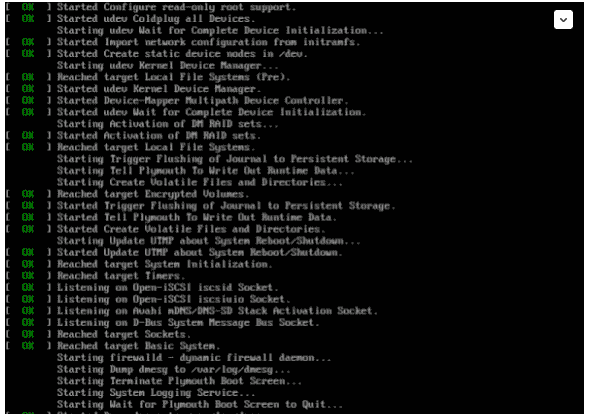 [  OK  ] Started Configure read-only root support.
[  OK  ] Started udev Coldplug all Devices.
Starting udev Wait for Complete Device Initialization...
[  OK  ] Started Import network configuration from initramfs.
[  OK  ] Started Create static device nodes in /dev.
Starting udev Kernel Device Manager...
[  OK  ] Reached target Local File Systems (Pre).
[  OK  ] Started udev Kernel Device Manager.
[  OK  ] Started Device-Mapper Multipath Device Controller.
[  OK  ] Started udev Wait for Complete Device Initialization.
Starting Activation of DM RAID sets...
[  OK  ] Started Activation of DM RAID sets.
[  OK  ] Reached target Local File Systems.
Starting Trigger Flushing of Journal to Persistent Storage...
Starting Tell Plymouth To Write Out Runtime Data...
Starting Create Volatile Files and Directories...
[  OK  ] Reached target Encrypted Volumes.
[  OK  ] Started Trigger Flushing of Journal to Persistent Storage.
[  OK  ] Started Tell Plymouth To Write Out Runtime Data.
[  OK  ] Started Create Volatile Files and Directories.
Starting Update UTMP about System Reboot/Shutdown...
[  OK  ] Started Update UTMP about System Reboot/Shutdown.
[  OK  ] Reached target System Initialization.
[  OK  ] Reached target Timers.
[  OK  ] Listening on Open-iSCSI iscsid Socket.
[  OK  ] Listening on Open-iSCSI iscsiuio Socket.
[  OK  ] Listening on Avahi mDNS/DNS-SD Stack Activation Socket.
[  OK  ] Listening on D-Bus System Message Bus Socket.
[  OK  ] Reached target Sockets.
[  OK  ] Reached target Basic System.
Starting firewalld - dynamic firewall daemon...
Starting Dump dmesg to /var/log/dmesg...
Starting Terminate Plymouth Boot Screen...
Starting System Logging Service...
Starting Wait for Plymouth Boot Screen to Quit...